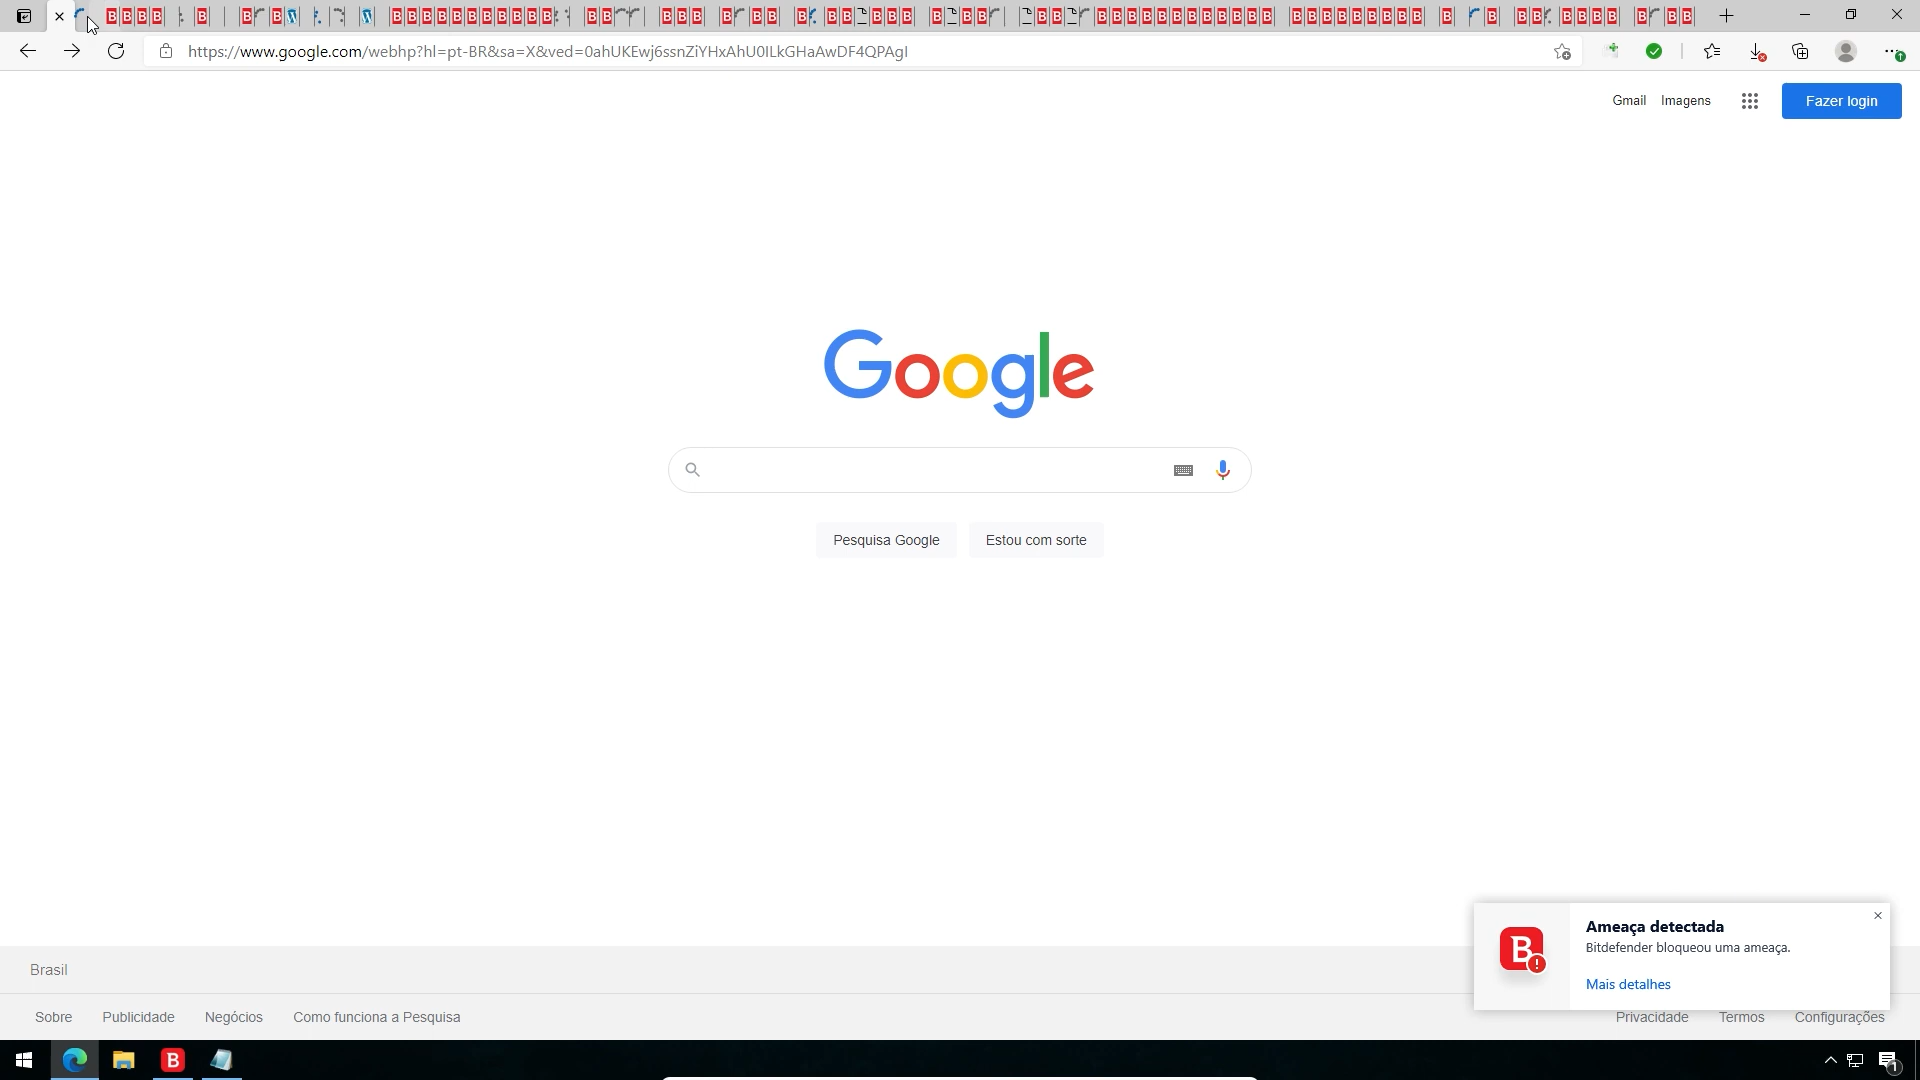 https://www.google.com/webhp?hl=pt-BR&sa=X&ved=0ahUKEwj6ssnZiYHxAhU0ILkGHaAwDF4QPAgI
Gmail Imagens Fazer login
Google
Pesquisa Google Estou com sorte
Ameaça detectada
Bitdefender bloqueou uma ameaça.
Mais detalhes
Brasil
Sobre Publicidade Negócios Como funciona a Pesquisa Privacidade Termos Configurações
1